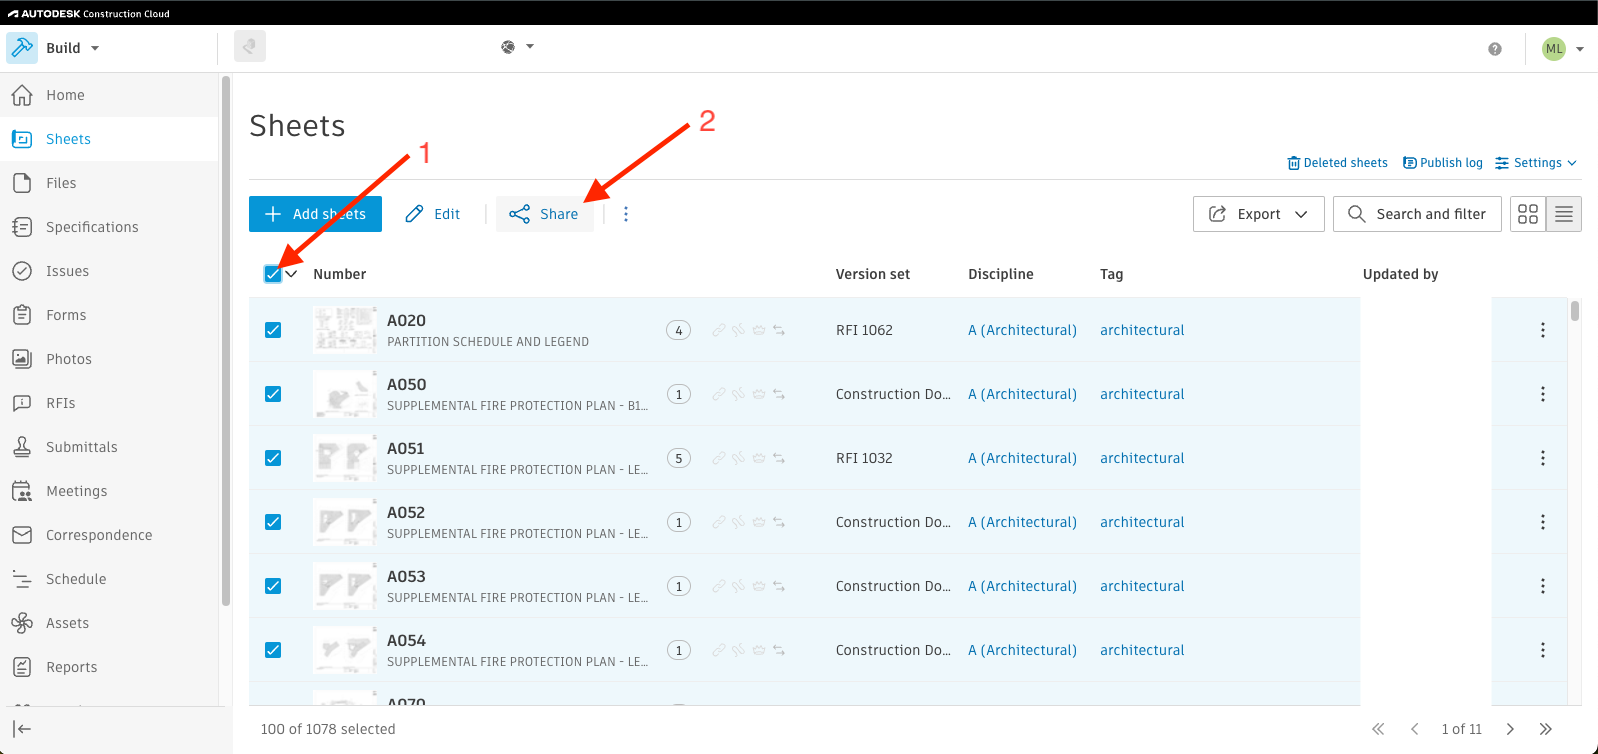 AUTODESK Construction Cloud
Build
ML
Home
Sheets
Files
Specifications
Issues
Forms
Photos
RFIs
Submittals
Meetings
Correspondence
Schedule
Assets
Reports
Sheets
1
2
Deleted sheets Publish log Settings
Add sheets Edit Share Export Search and filter
Number Version set Discipline Tag Updated by
A020 4 RFI 1062 A (Architectural) architectural
PARTITION SCHEDULE AND LEGEND
A050 1 Construction Do... A (Architectural) architectural
SUPPLEMENTAL FIRE PROTECTION PLAN - B1...
A051 5 RFI 1032 A (Architectural) architectural
SUPPLEMENTAL FIRE PROTECTION PLAN - LE...
A052 1 Construction Do... A (Architectural) architectural
SUPPLEMENTAL FIRE PROTECTION PLAN - LE...
A053 1 Construction Do... A (Architectural) architectural
SUPPLEMENTAL FIRE PROTECTION PLAN - LE...
A054 1 Construction Do... A (Architectural) architectural
SUPPLEMENTAL FIRE PROTECTION PLAN - LE...
A070
100 of 1078 selected 1 of 11